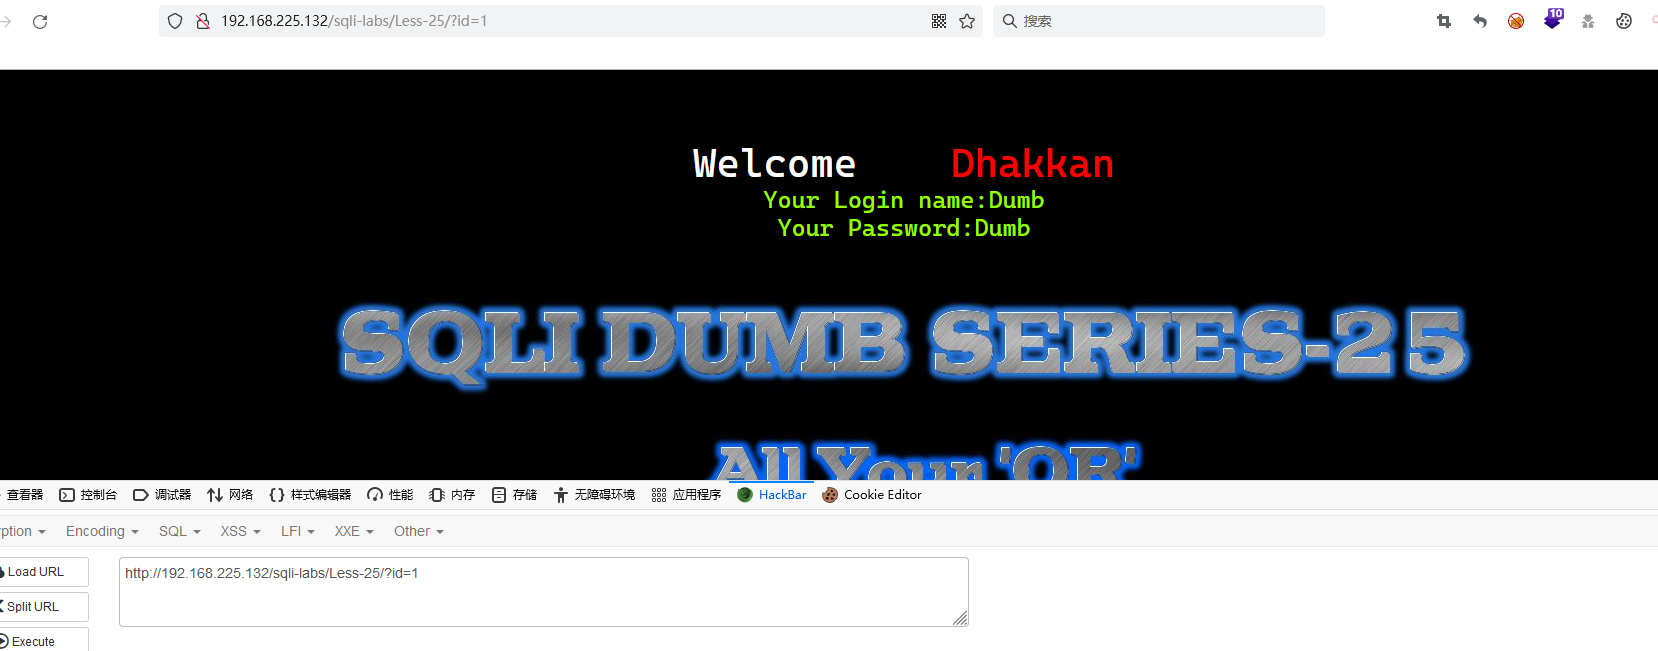 192.168.225.132/sqli-labs/Less-25/?id=1 搜索 10
Welcome Dhakkan
Your Login name:Dumb
Your Password:Dumb
SQLI DUMB SERIES-25
All Your 'OR'
查看器 控制台 调试器 网络 样式编辑器 性能 内存 存储 无障碍环境 应用程序 HackBar Cookie Editor
ption Encoding SQL XSS LFI XXE Other
Load URL http://192.168.225.132/sqli-labs/Less-25/?id=1
Split URL
Execute